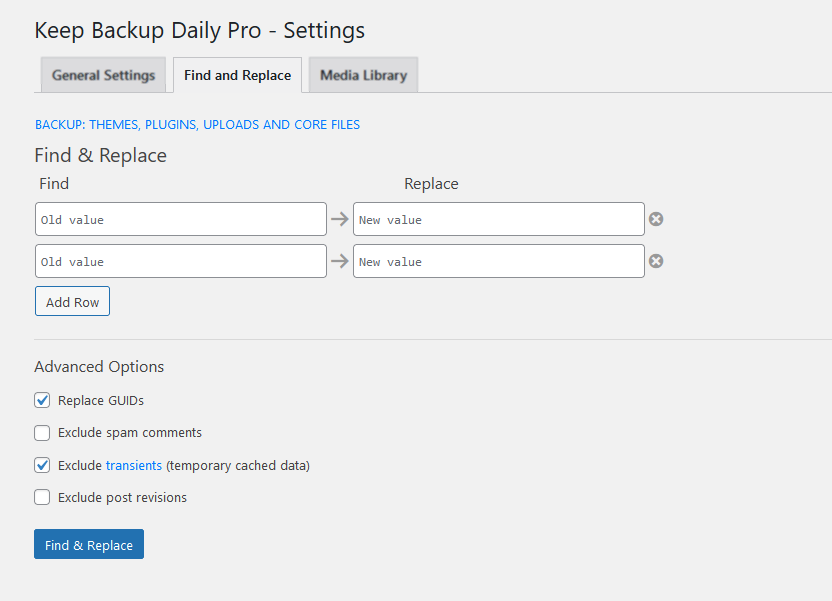 Keep Backup Daily Pro - Settings
General Settings Find and Replace Media Library
BACKUP: THEMES, PLUGINS, UPLOADS AND CORE FILES
Find & Replace
Find Replace
Old value New value
Old value New value
Add Row
Advanced Options
Replace GUIDs
Exclude spam comments
Exclude transients (temporary cached data)
Exclude post revisions
Find & Replace